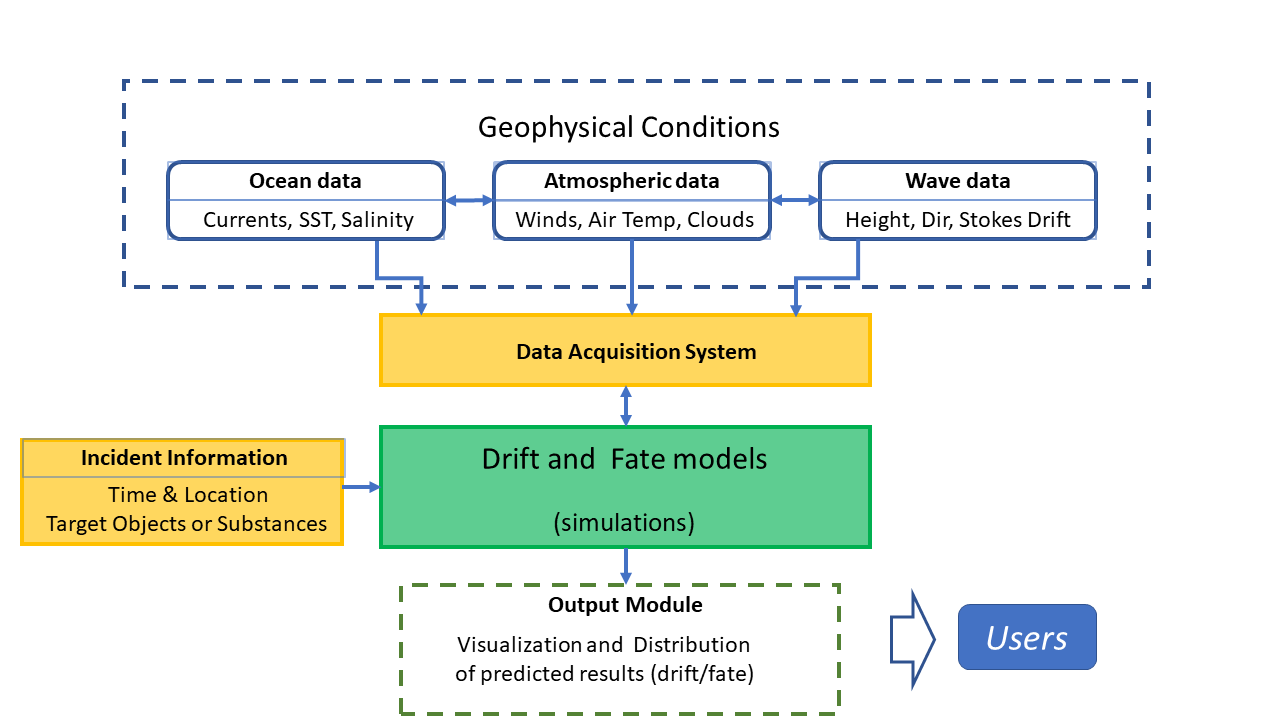 Geophysical Conditions
Ocean data
Currents, SST, Salinity
Atmospheric data
Winds, Air Temp, Clouds
Wave data
Height, Dir, Stokes Drift
Data Acquisition System
Incident Information
Time & Location
Target Objects or Substances
Drift and Fate models
(simulations)
Output Module
Visualization and Distribution
of predicted results (drift/fate)
Users